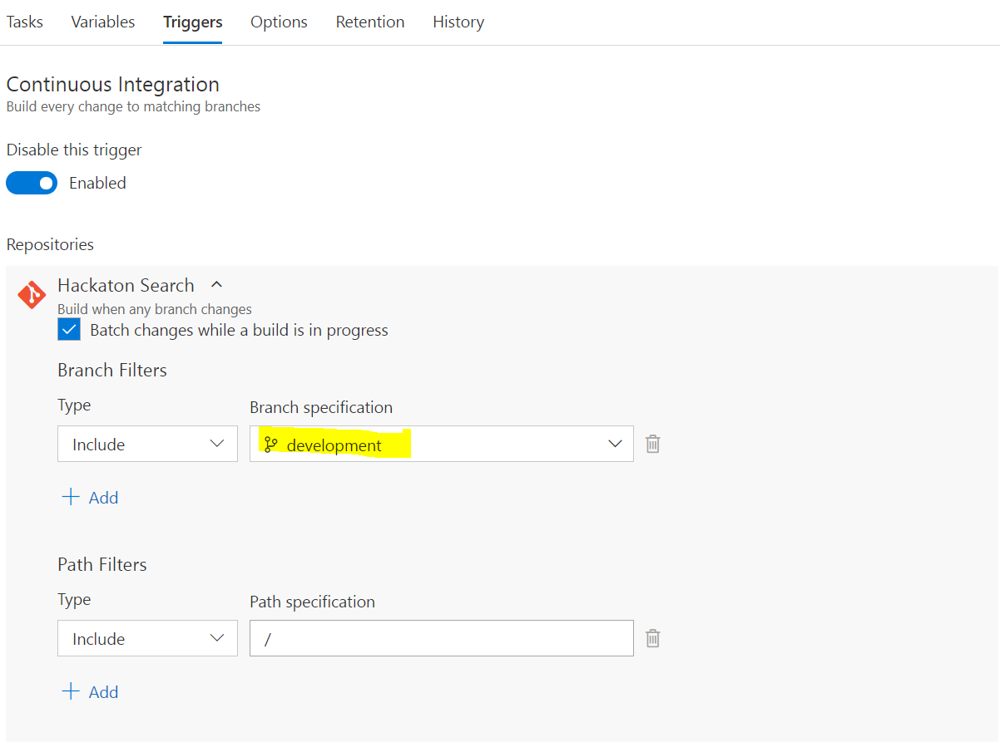 Tasks Variables Triggers Options Retention History
Continuous Integration
Build every change to matching branches
Disable this trigger
Enabled
Repositories
Hackaton Search
Build when any branch changes
Batch changes while a build is in progress
Branch Filters
Type Branch specification
Include development
Add
Path Filters
Type Path specification
Include /
Add